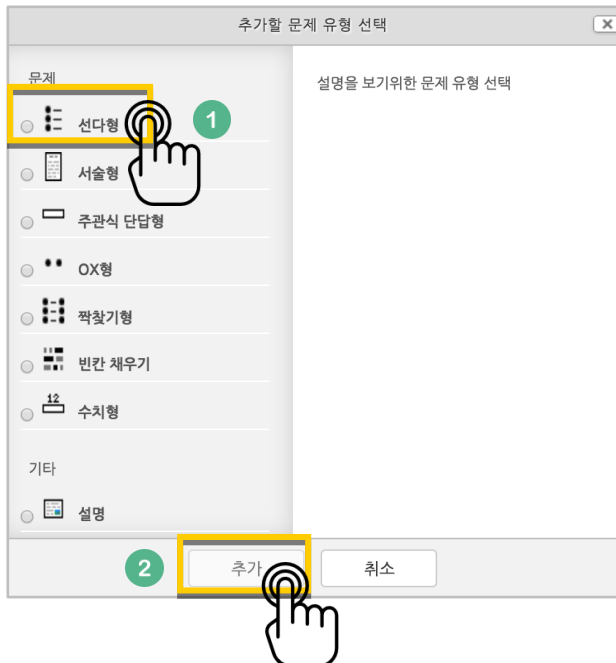 추가할 문제 유형 선택
X
문제
설명을 보기위한 문제 유형 선택
선다형
1
서술형
주관식 단답형
OX형
짝찾기형
빈칸 채우기
12
수치형
기타
설명
2
추가
취소